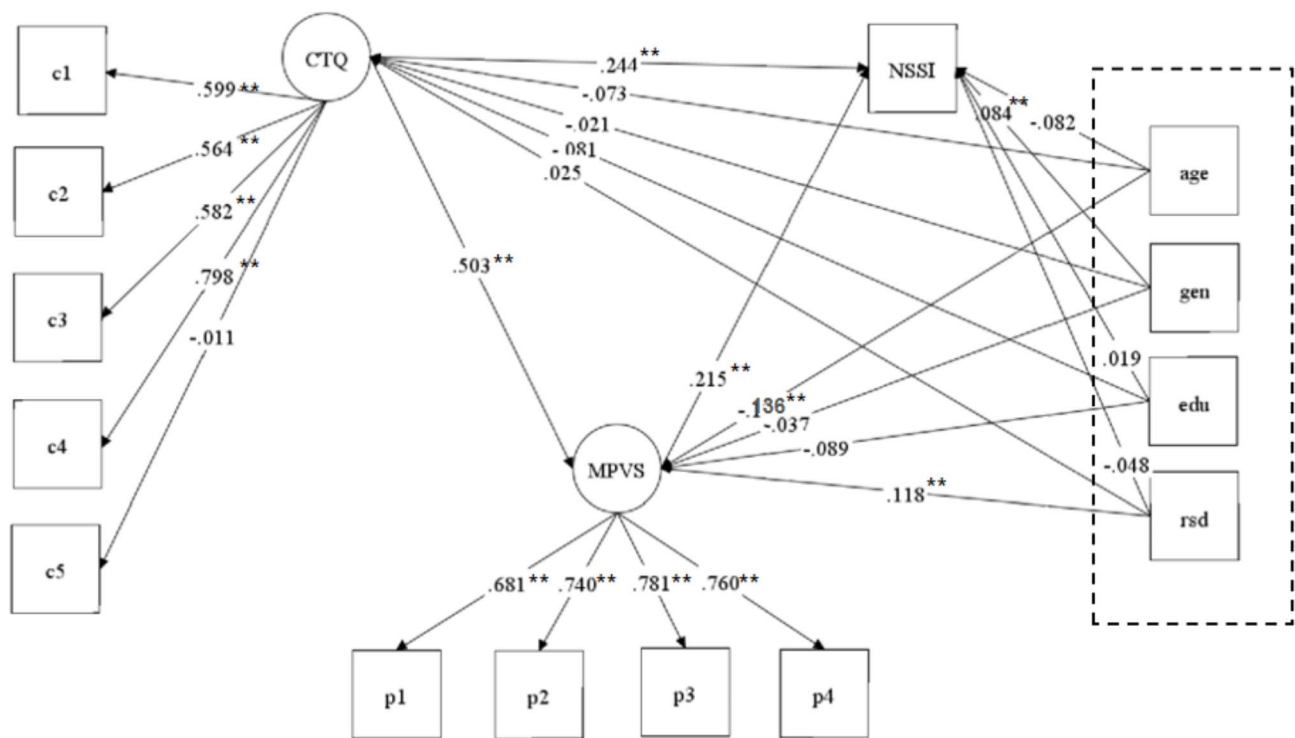 c1
CTQ
NSSI
.599**
.244**
-.073
-.021
-.081
.025
.084**
-.082
age
c2
.564**
.582**
c3
.798**
.503**
gen
-.011
.019
.215**
-.037
edu
c4
-.089
MPVS
-.048
.118**
rsd
c5
.681**
.740**
.781**
.760**
p1
p2
p3
p4